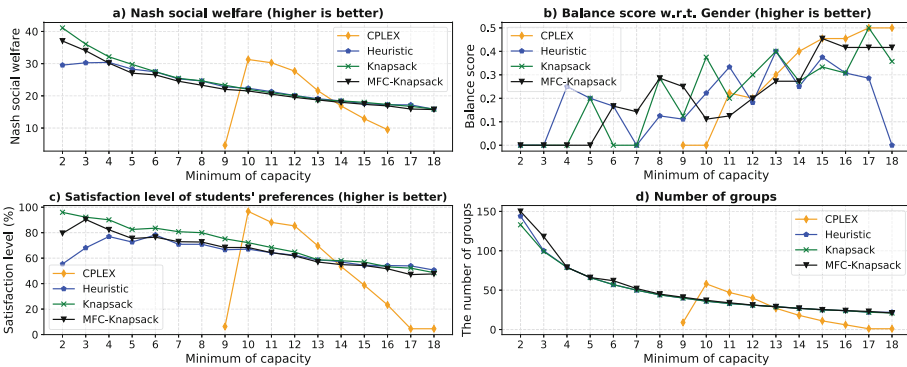 a) Nash social welfare (higher is better)
Nash social welfare
40
30
20
10
CPLEX
Heuristic
Knapsack
MFC-Knapsack
2 3 4 5 6 7 8 9 10 11 12 13 14 15 16 17 18
Minimum of capacity
b) Balance score w.r.t. Gender (higher is better)
Balance score
0.5
0.4
0.3
0.2
0.1
0.0
CPLEX
Heuristic
Knapsack
MFC-Knapsack
2 3 4 5 6 7 8 9 10 11 12 13 14 15 16 17 18
Minimum of capacity
c) Satisfaction level of students' preferences (higher is better)
Satisfaction level (%)
100
80
60
40
20
0
CPLEX
Heuristic
Knapsack
MFC-Knapsack
2 3 4 5 6 7 8 9 10 11 12 13 14 15 16 17 18
Minimum of capacity
d) Number of groups
The number of groups
150
100
50
0
CPLEX
Heuristic
Knapsack
MFC-Knapsack
2 3 4 5 6 7 8 9 10 11 12 13 14 15 16 17 18
Minimum of capacity